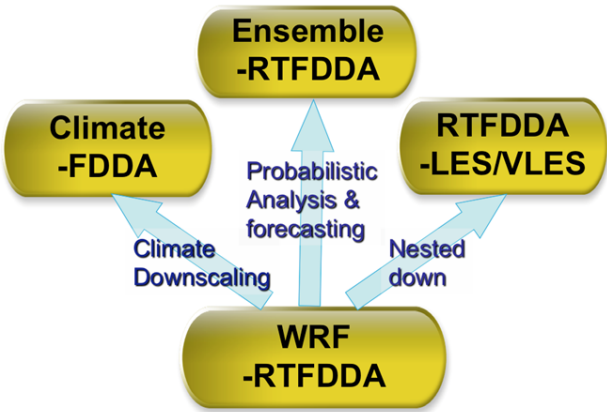 Ensemble
-RTFDDA
Climate
-FDDA
RTFDDA
-LES/VLES
Probabilistic
Analysis &
forecasting
Climate
Downscaling
Nested
down
WRF
-RTFDDA